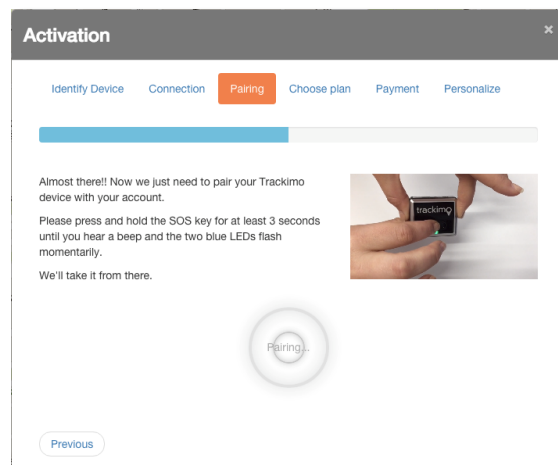 Activation
×
Identify Device Connection Pairing Choose plan Payment Personalize
Almost there!! Now we just need to pair your Trackimo
device with your account.
Please press and hold the SOS key for at least 3 seconds
until you hear a beep and the two blue LEDs flash
momentarily.
We'll take it from there.
trackimo
Pairing...
Previous